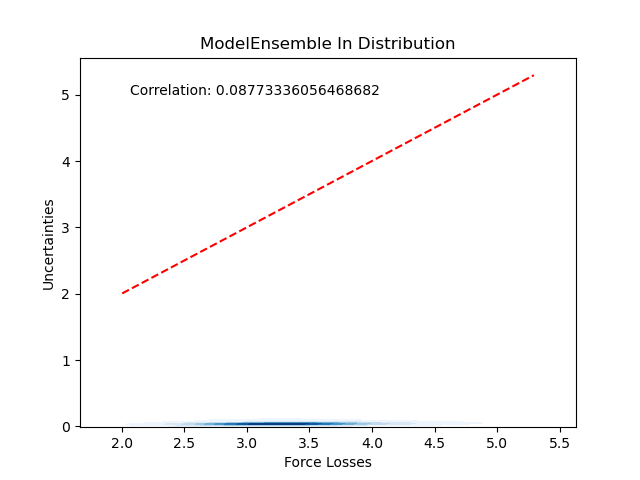 ModelEnsemble In Distribution
Correlation: 0.08773336056468682
Uncertainties
5
4
3
2
1
0
2.0 2.5 3.0 3.5 4.0 4.5 5.0 5.5
Force Losses